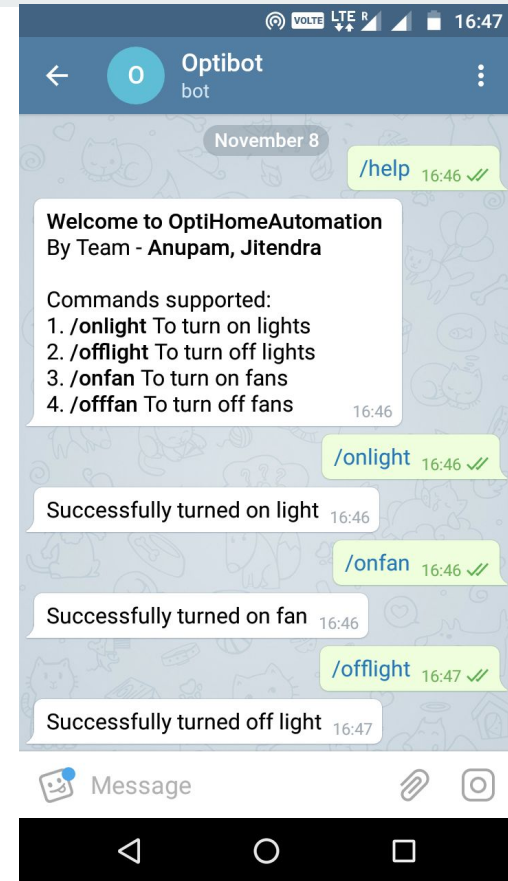 VOLTE LTE R 16:47
O Optibot
bot
November 8
/help 16:46
Welcome to OptiHomeAutomation
By Team - Anupam, Jitendra
Commands supported:
1. /onlight To turn on lights
2. /offlight To turn off lights
3. /onfan To turn on fans
4. /offfan To turn off fans
16:46
/onlight 16:46
Successfully turned on light 16:46
/onfan 16:46
Successfully turned on fan 16:46
/offlight 16:47
Successfully turned off light 16:47
Message